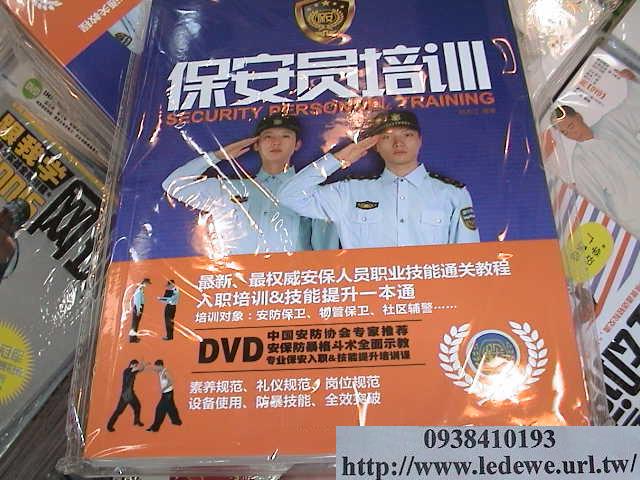 保安员培训
SECURITY PERSONNEL TRAINING
最新、最权威安保人员职业技能通关教程
入职培训&技能提升一本通
培训对象：安防保卫、物管保卫、社区辅警……
DVD
中国安防协会专家推荐
安保防暴格斗术全面示教
专业保安入职&技能提升培训课
素养规范、礼仪规范、岗位规范
设备使用、防暴技能、全效突破
跟我学
0938410193
http://www.ledewe.url.tw/